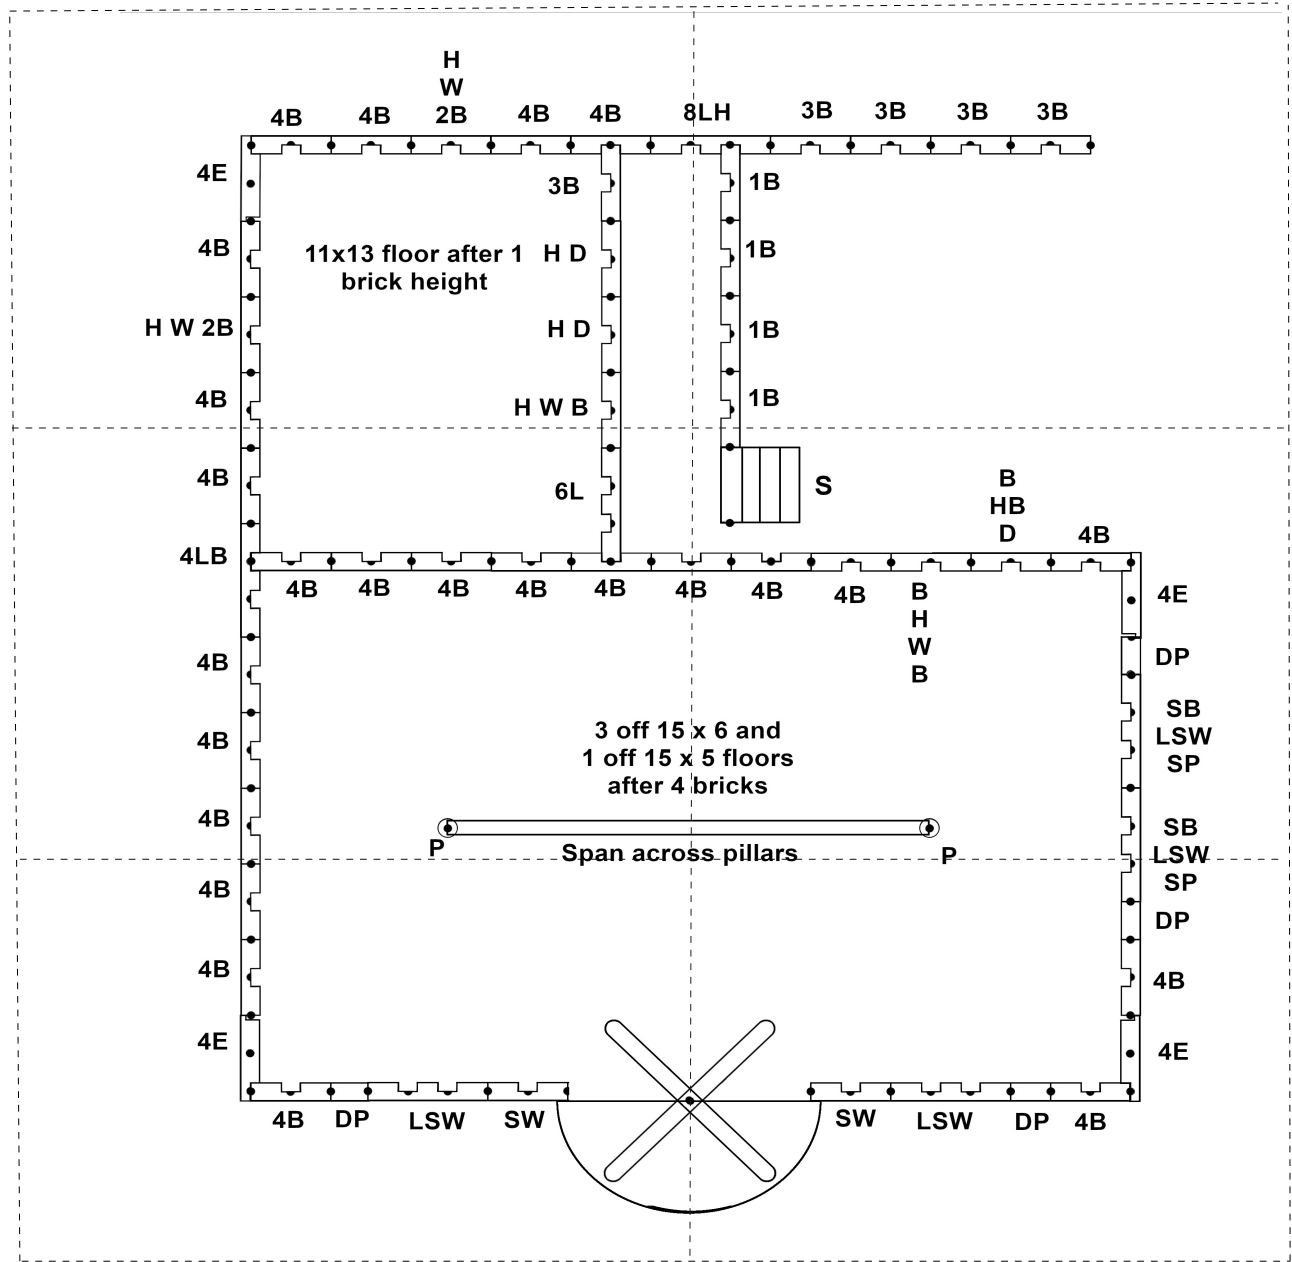 H
W
2B
4B
4B
4B
4B
8LH
3B
3B
3B
3B
4E
3B
1B
4B
11x13 floor after 1
brick height
H D
1B
H W 2B
H D
1B
4B
H W B
1B
4B
6L
S
B
HB
D
4B
4LB
4B
4B
4B
4B
4B
4B
4B
4B
B
H
W
B
4E
4B
DP
SB
LSW
SP
4B
3 off 15 x 6 and
1 off 15 x 5 floors
after 4 bricks
4B
SB
LSW
SP
P
Span across pillars
P
4B
DP
4B
4B
4E
4E
4B
DP
LSW
SW
SW
LSW
DP
4B